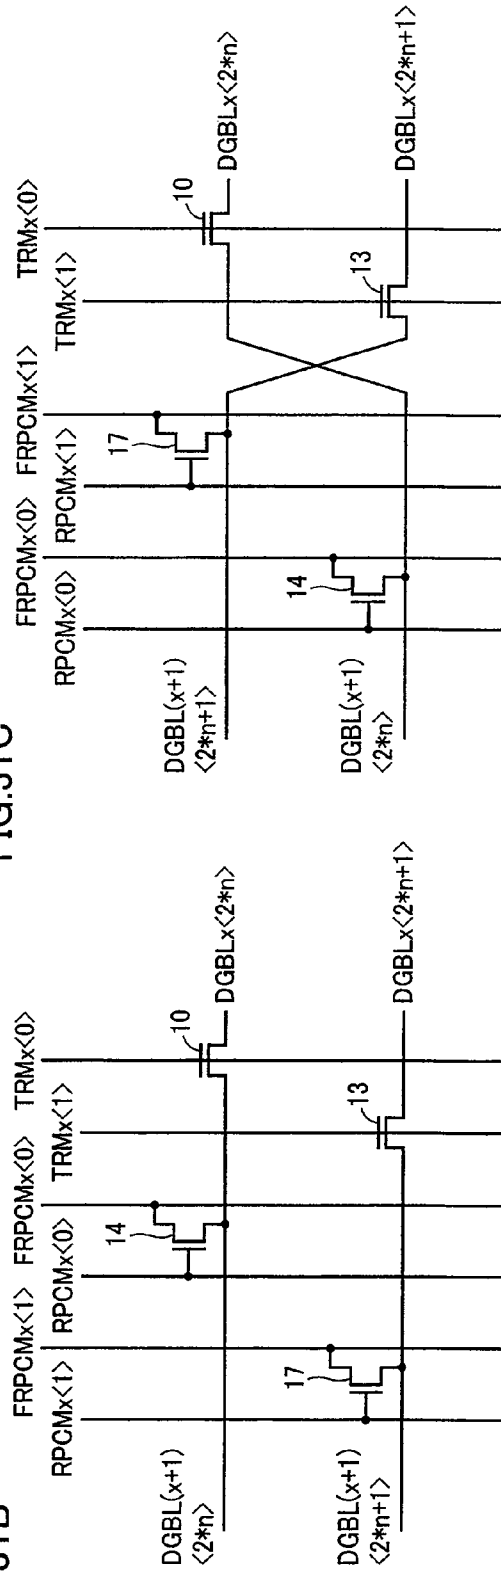 31B
FRPCMx<1>
FRPCMx<0>
TRMx<0>
RPCMx<1>
RPCMx<0>
TRMx<1>
14
10
DGBL(x+1)
<2*n>
DGBLx<2*n>
17
13
DGBL(x+1)
<2*n+1>
DGBLx<2*n+1>
FIG.31C
FRPCMx<0>
FRPCMx<1>
TRMx<0>
RPCMx<0>
RPCMx<1>
TRMx<1>
17
10
DGBL(x+1)
<2*n+1>
DGBLx<2*n>
14
13
DGBL(x+1)
<2*n>
DGBLx<2*n+1>